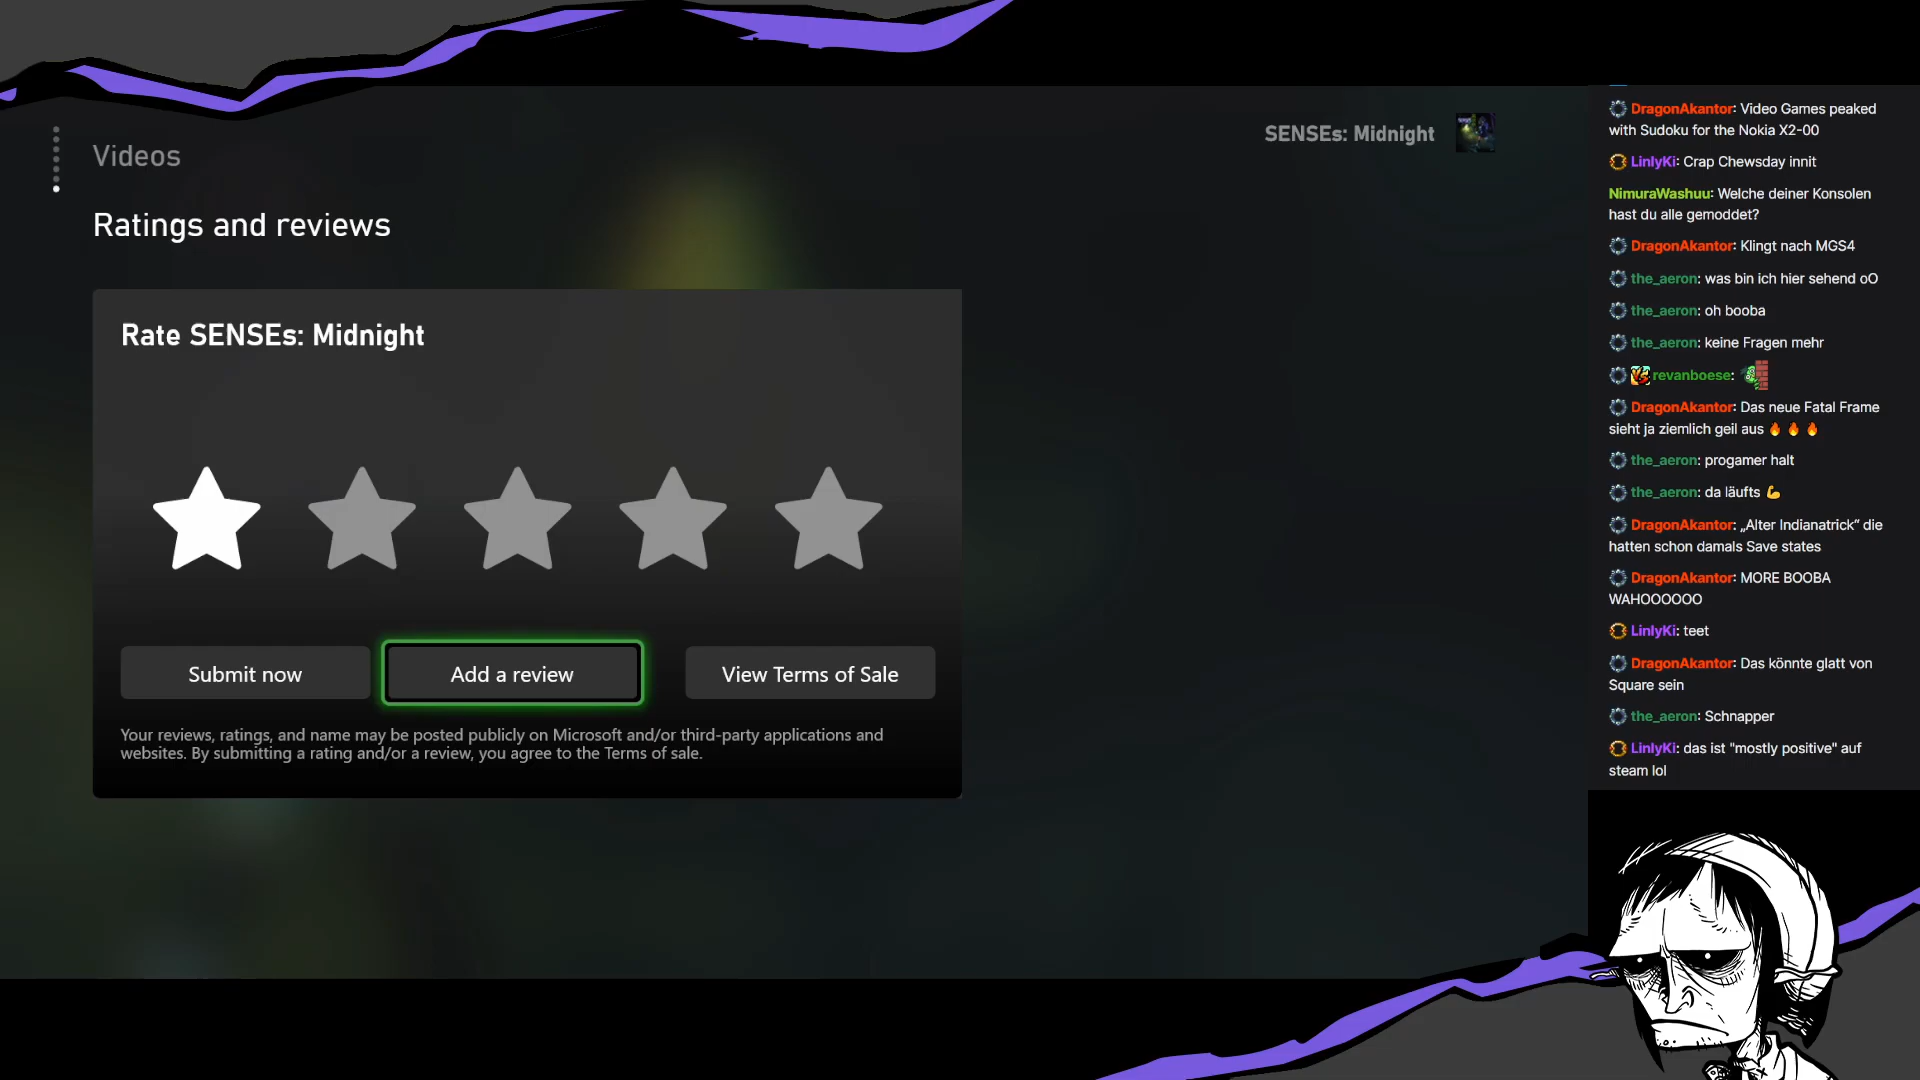 Videos
SENSEs: Midnight
Ratings and reviews
Rate SENSEs: Midnight
Submit now
Add a review
View Terms of Sale
Your reviews, ratings, and name may be posted publicly on Microsoft and/or third-party applications and
websites. By submitting a rating and/or a review, you agree to the Terms of sale.
DragonAkantor: Video Games peaked
with Sudoku for the Nokia X2-00
LinlyKi: Crap Chewsday innit
NimuraWashuu: Welche deiner Konsolen
hast du alle gemoddet?
DragonAkantor: Klingt nach MGS4
the_aeron: was bin ich hier sehend oO
the_aeron: oh booba
the_aeron: keine Fragen mehr
revanboese:
DragonAkantor: Das neue Fatal Frame
sieht ja ziemlich geil aus 🔥 🔥 🔥
the_aeron: progamer halt
the_aeron: da läufts 💪
DragonAkantor: „Alter Indianatrick“ die
hatten schon damals Save states
DragonAkantor: MORE BOOBA
WAHOOOOOO
LinlyKi: teet
DragonAkantor: Das könnte glatt von
Square sein
the_aeron: Schnapper
LinlyKi: das ist "mostly positive" auf
steam lol